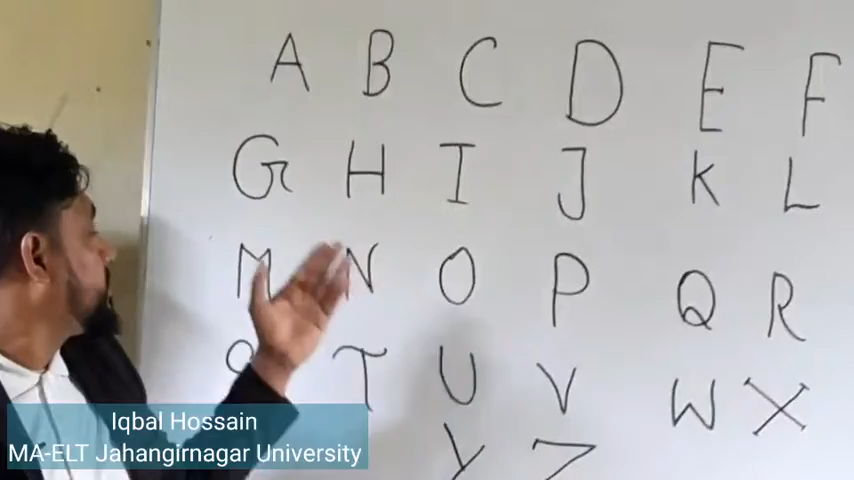 A B C D E F
G H I J K L
M N O P Q R
T U V W X
Y Z
Iqbal Hossain
MA-ELT Jahangirnagar University